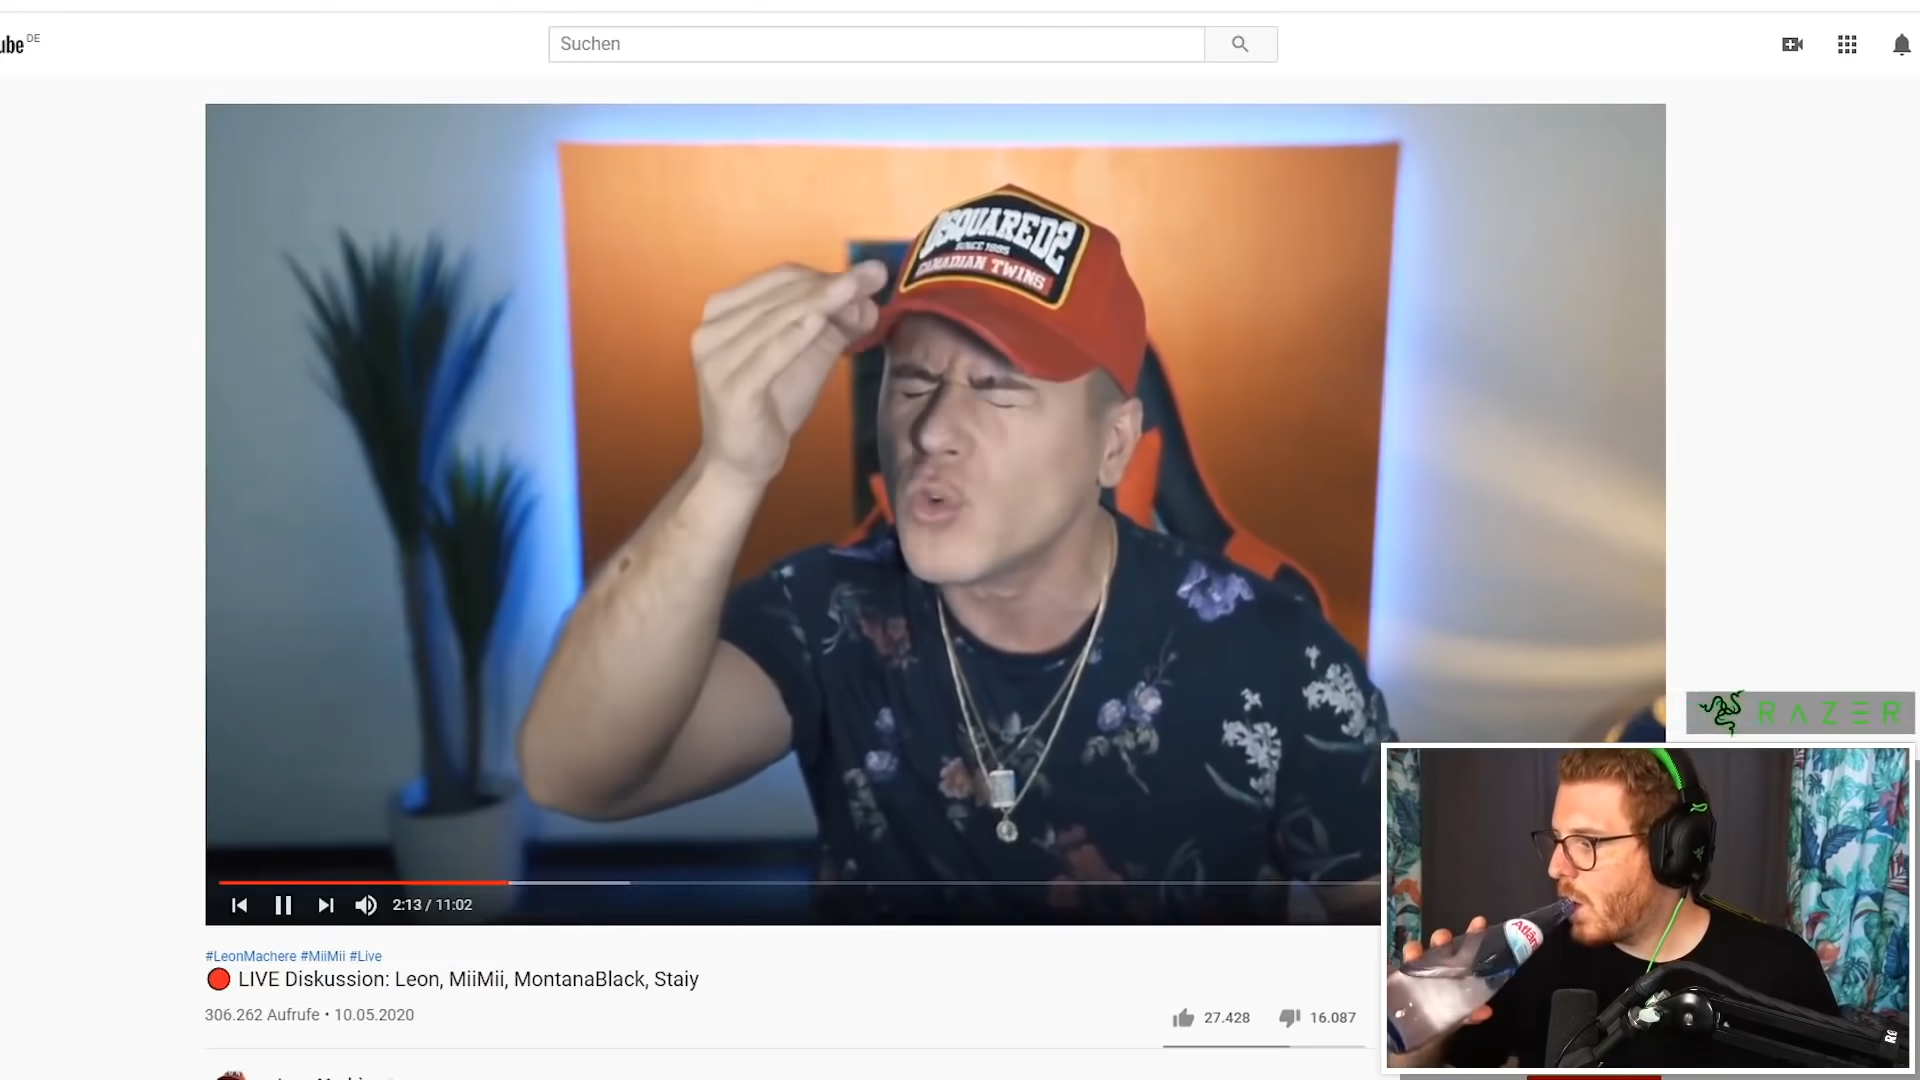 ube DE
Suchen
DSQUARED2
SINCE 1995
CANADIAN TWINS
RAZER
Atlân
2:13 / 11:02
#LeonMachere #MiiMii #Live
LIVE Diskussion: Leon, MiiMii, MontanaBlack, Staiy
306.262 Aufrufe • 10.05.2020
27.428
16.087